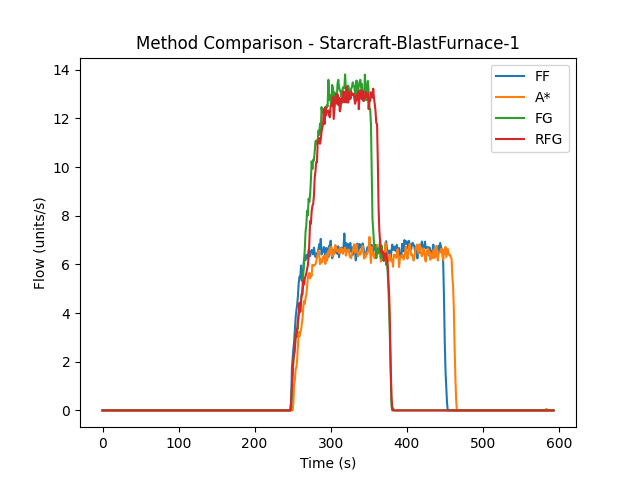 Method Comparison - Starcraft-BlastFurnace-1
Flow (units/s)
14
12
10
8
6
4
2
0
FF
A*
FG
RFG
0 100 200 300 400 500 600
Time (s)